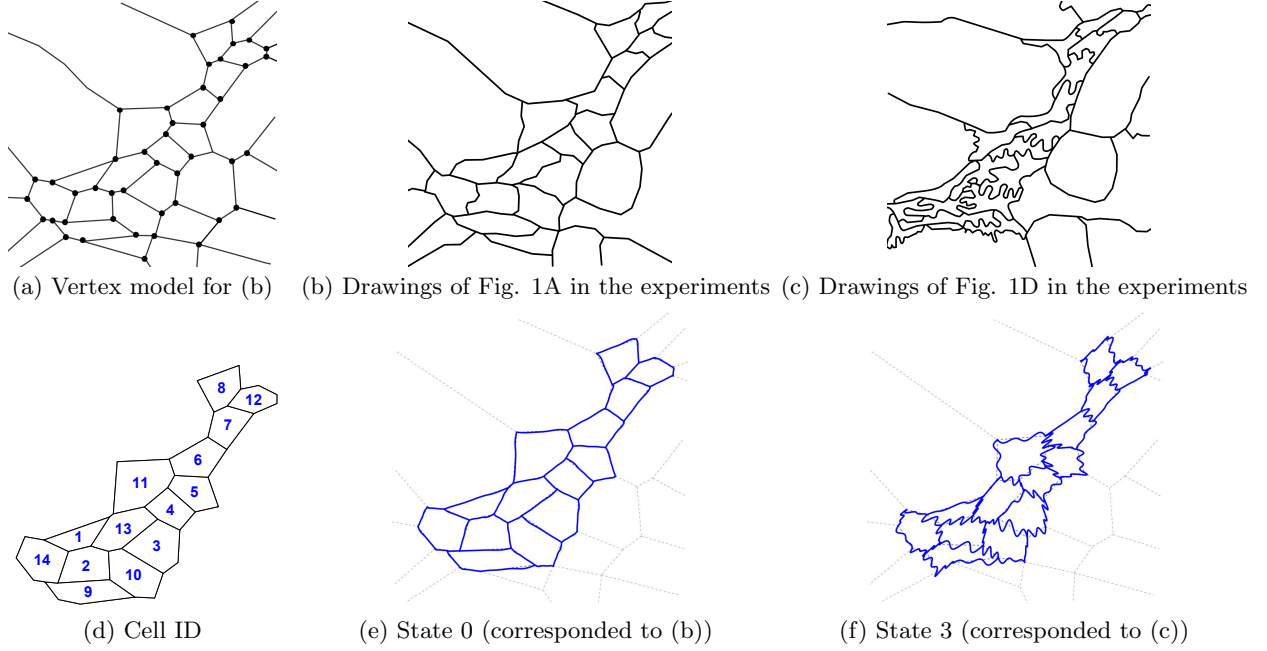 (a) Vertex model for (b)
(b) Drawings of Fig. 1A in the experiments
(c) Drawings of Fig. 1D in the experiments
8
12
7
6
11
5
4
13
1
3
14
2
10
9
(d) Cell ID
(e) State 0 (corresponded to (b))
(f) State 3 (corresponded to (c))